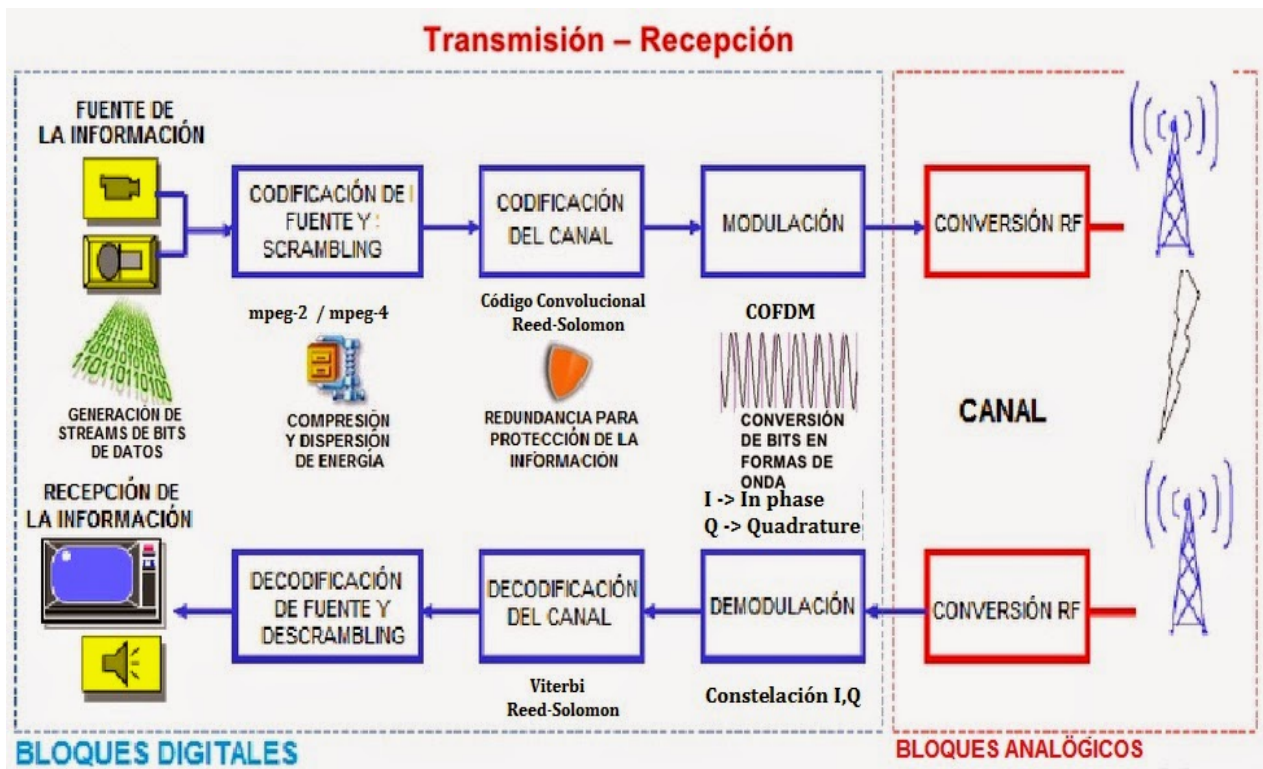 Transmisión – Recepción
FUENTE DE
LA INFORMACIÓN
CODIFICACIÓN DE
FUENTE Y
SCRAMBLING
CODIFICACIÓN
DEL CANAL
MODULACIÓN
CONVERSIÓN RF
mpeg-2 / mpeg-4
Código Convolucional
Reed-Solomon
COFDM
GENERACIÓN DE
STREAMS DE BITS
DE DATOS
COMPRESIÓN
Y DISPERSIÓN
DE ENERGÍA
REDUNDANCIA PARA
PROTECCIÓN DE LA
INFORMACIÓN
CONVERSIÓN
DE BITS EN
FORMAS DE
ONDA
I -> In phase
Q -> Quadrature
CANAL
RECEPCIÓN DE
LA INFORMACIÓN
DECODIFICACIÓN
DE FUENTE Y
DESCRAMBLING
DECODIFICACIÓN
DEL CANAL
DEMODULACIÓN
CONVERSIÓN RF
Viterbi
Reed-Solomon
Constelación I,Q
BLOQUES DIGITALES
BLOQUES ANALÖGICOS